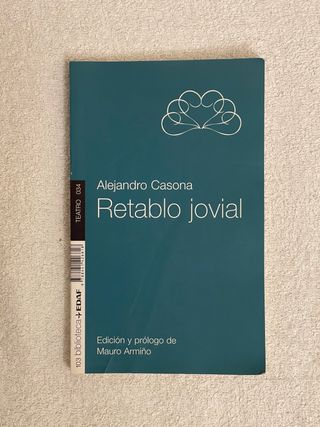 Alejandro Casona
Retablo jovial
Edición y prólogo de
Mauro Armiño
TEATRO 034
103 biblioteca EDAF